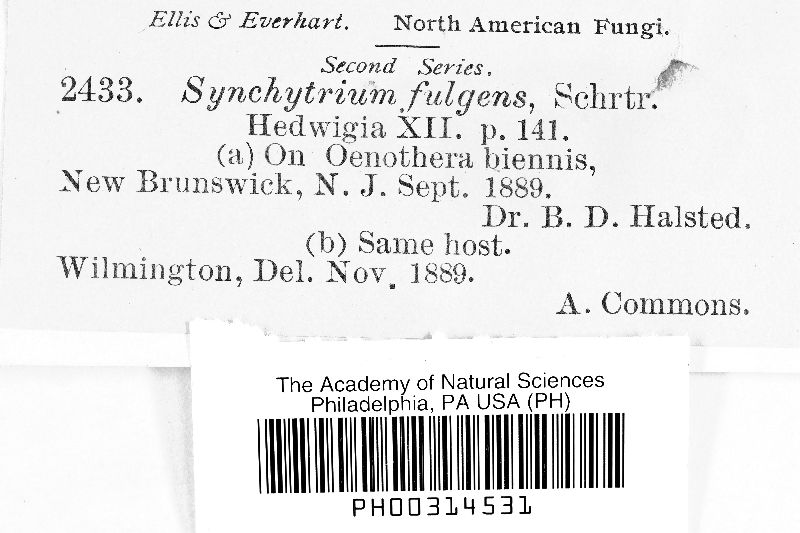 Ellis & Everhart. North American Fungi.
Second Series.
2433. Synchytrium fulgens, Schrtr.
Hedwigia XII. p. 141.
(a) On Oenothera biennis,
New Brunswick, N. J. Sept. 1889.
Dr. B. D. Halsted.
(b) Same host.
Wilmington, Del. Nov. 1889.
A. Commons.
The Academy of Natural Sciences
Philadelphia, PA USA (PH)
PH00314531